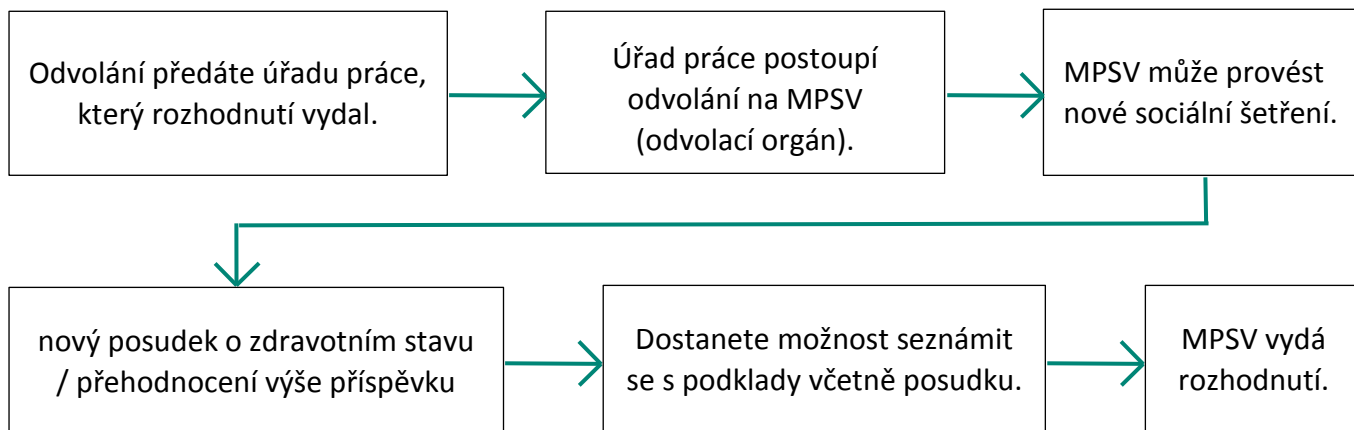 Odvolání předáte úřadu práce,
který rozhodnutí vydal.
Úřad práce postoupí
odvolání na MPSV
(odvolací orgán).
MPSV může provést
nové sociální šetření.
nový posudek o zdravotním stavu
/ přehodnocení výše příspěvku
Dostanete možnost seznámit
se s podklady včetně posudku.
MPSV vydá
rozhodnutí.